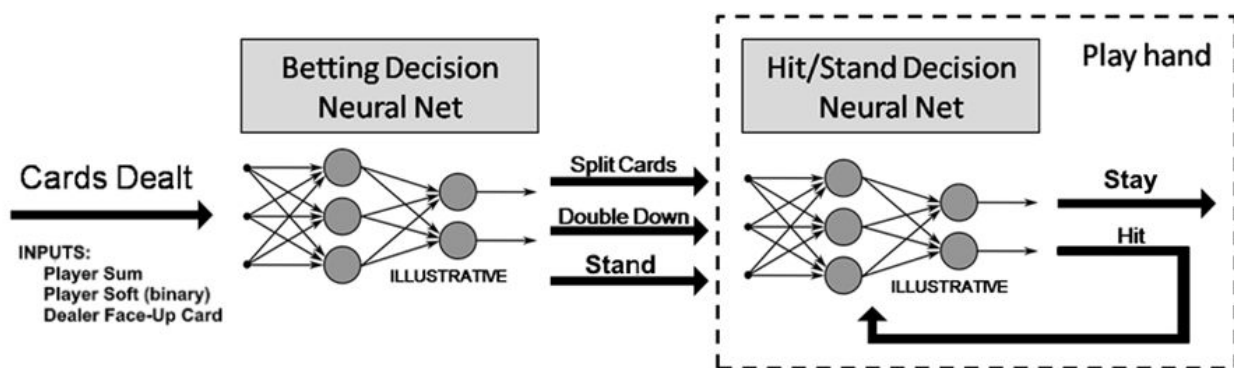 Betting Decision
Neural Net
Hit/Stand Decision
Neural Net
Play hand
Cards Dealt
INPUTS:
Player Sum
Player Soft (binary)
Dealer Face-Up Card
ILLUSTRATIVE
Split Cards
Double Down
Stand
ILLUSTRATIVE
Stay
Hit